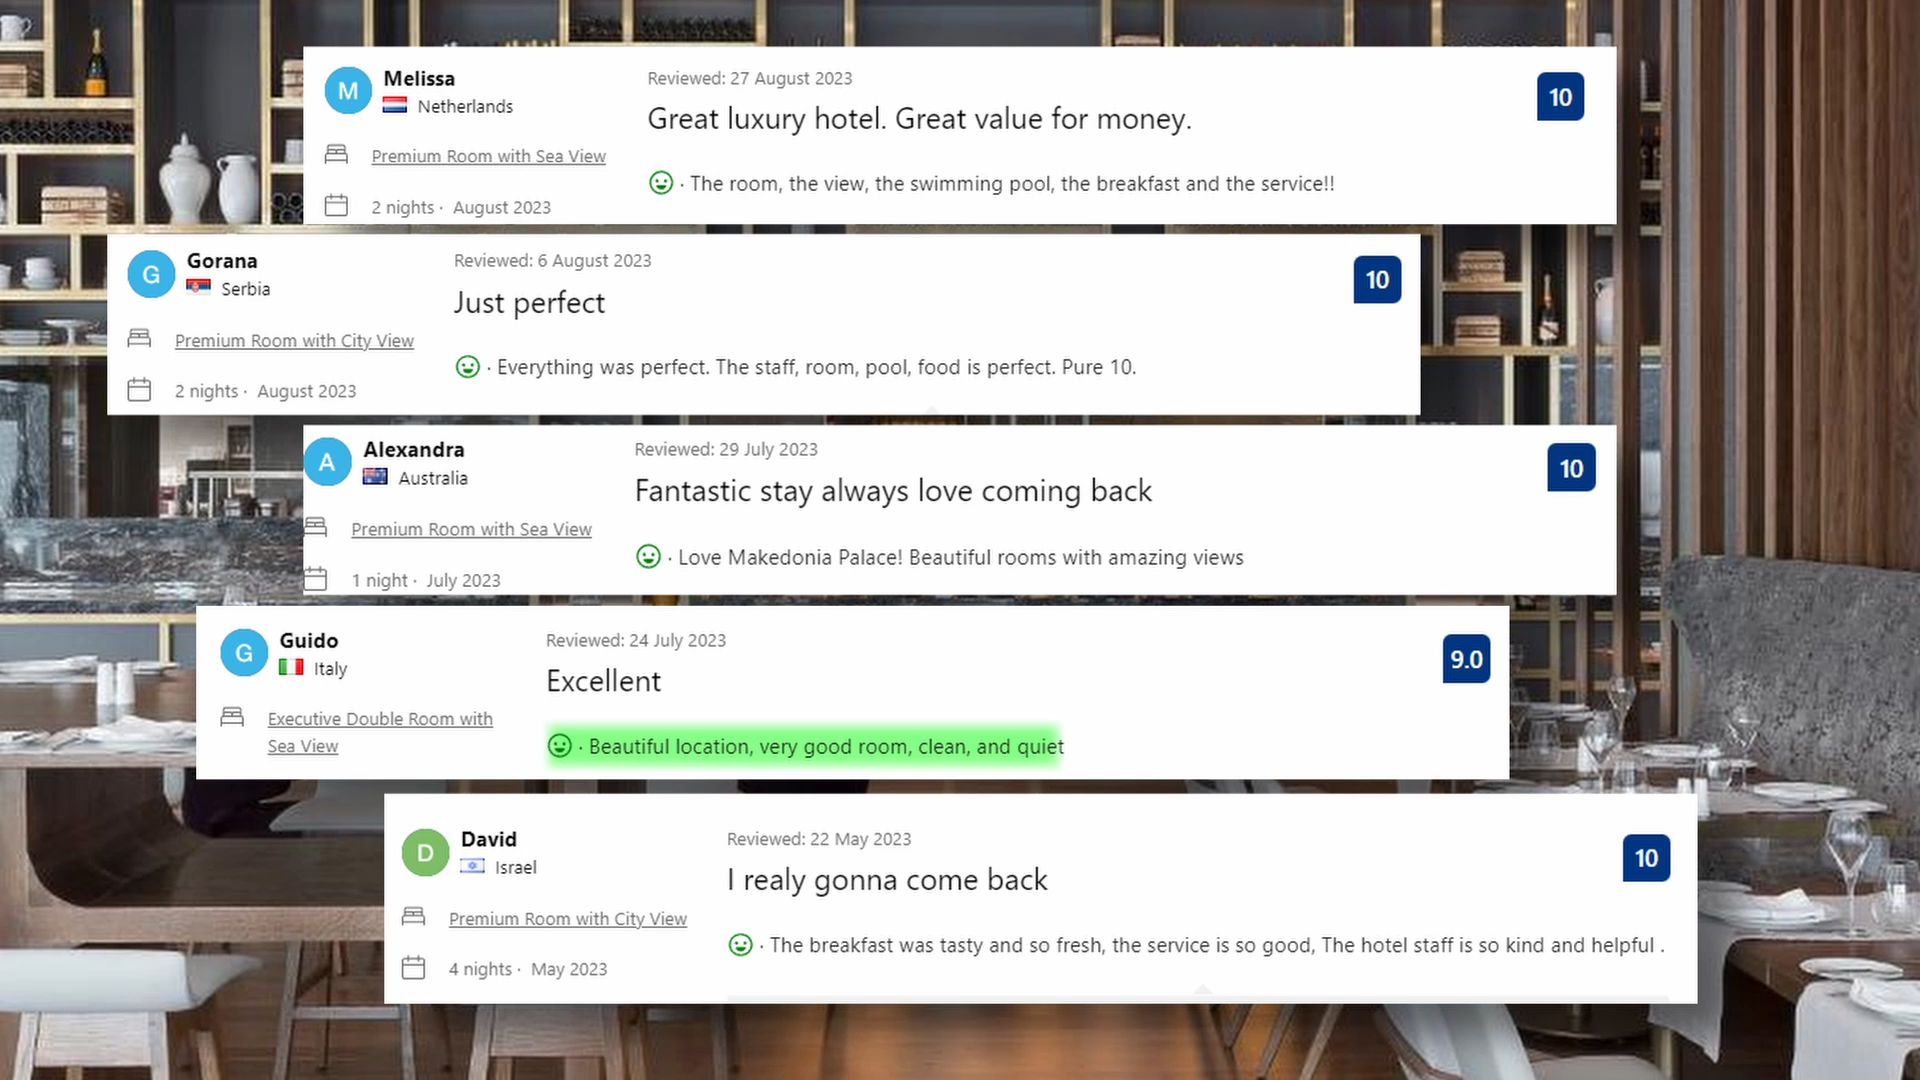 M
Melissa
Netherlands
Premium Room with Sea View
2 nights · August 2023
Reviewed: 27 August 2023
Great luxury hotel. Great value for money.
· The room, the view, the swimming pool, the breakfast and the service!!
10
G
Gorana
Serbia
Premium Room with City View
2 nights · August 2023
Reviewed: 6 August 2023
Just perfect
· Everything was perfect. The staff, room, pool, food is perfect. Pure 10.
10
A
Alexandra
Australia
Premium Room with Sea View
1 night · July 2023
Reviewed: 29 July 2023
Fantastic stay always love coming back
· Love Makedonia Palace! Beautiful rooms with amazing views
10
G
Guido
Italy
Executive Double Room with
Sea View
Reviewed: 24 July 2023
Excellent
· Beautiful location, very good room, clean, and quiet
9.0
D
David
Israel
Premium Room with City View
4 nights · May 2023
Reviewed: 22 May 2023
I realy gonna come back
· The breakfast was tasty and so fresh, the service is so good, The hotel staff is so kind and helpful .
10